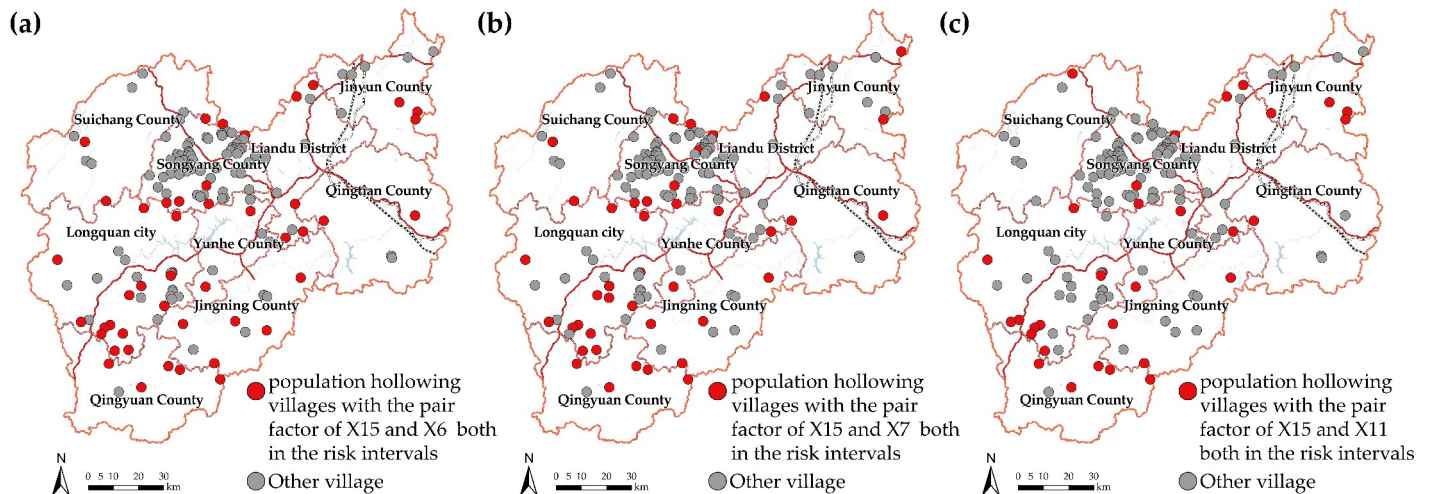 (a)
Jinyun County
Suichang County
Liandu District
Songyang County
Qingtian County
Longquan city
Yunhe County
Jingning County
Qingyuan County
population hollowing
villages with the pair
factor of X15 and X6 both
in the risk intervals
Other village
N
0 5 10 20 30
km
(b)
Jinyun County
Suichang County
Liandu District
Songyang County
Qingtian County
Longquan city
Yunhe County
Jingning County
Qingyuan County
population hollowing
villages with the pair
factor of X15 and X7 both
in the risk intervals
Other village
N
0 5 10 20 30
km
(c)
Jinyun County
Suichang County
Liandu District
Songyang County
Qingtian County
Longquan city
Yunhe County
Jingning County
Qingyuan County
population hollowing
villages with the pair
factor of X15 and X11
both in the risk intervals
Other village
N
0 5 10 20 30
km